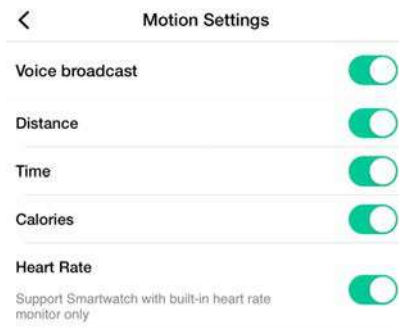 Motion Settings
Voice broadcast
Distance
Time
Calories
Heart Rate
Support Smartwatch with built-in heart rate
monitor only